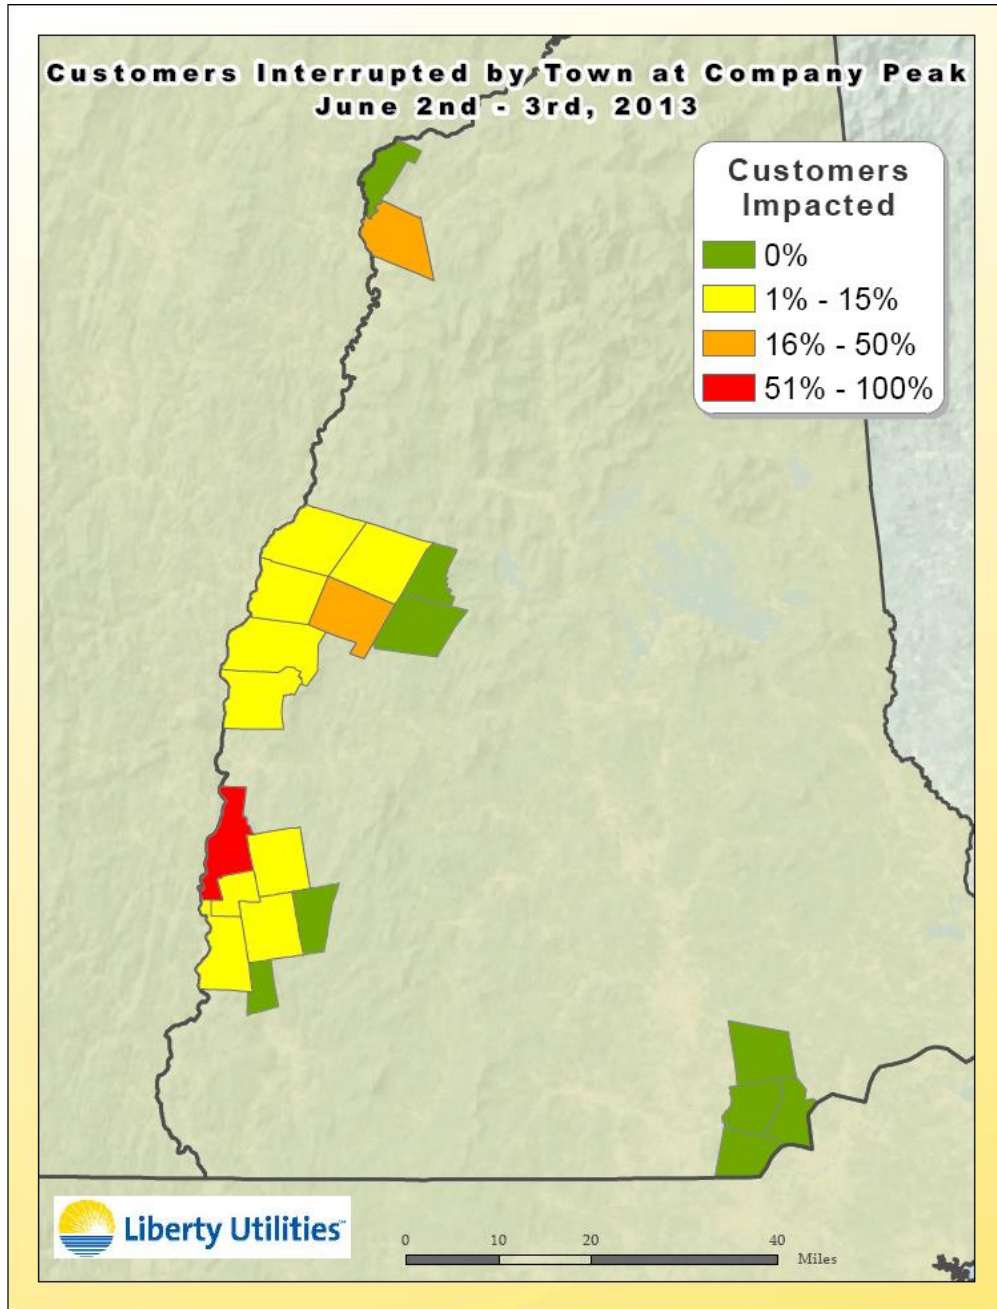 Customers Interrupted by Town at Company Peak
June 2nd - 3rd, 2013
Customers
Impacted
0%
1% - 15%
16% - 50%
51% - 100%
Liberty Utilities™
0 10 20 40
Miles